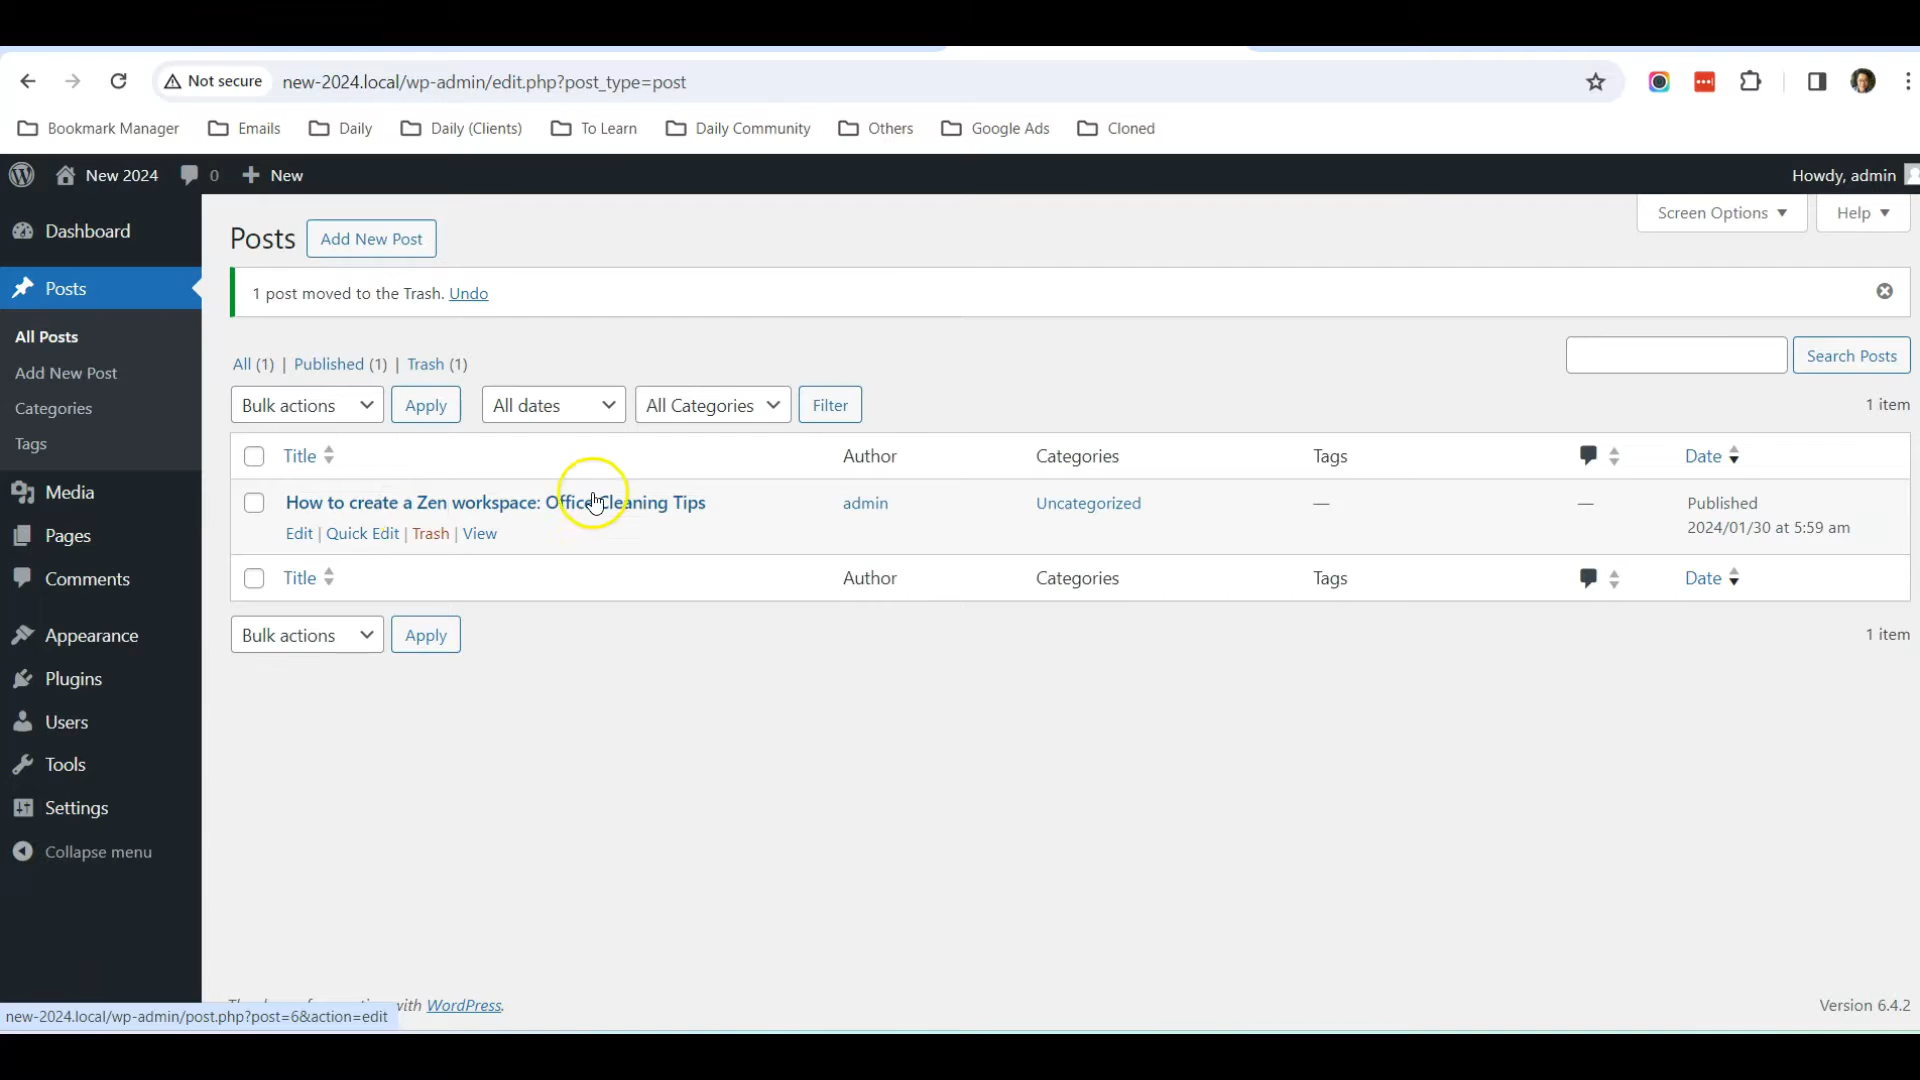 Not secure new-2024.local/wp-admin/edit.php?post_type=post
Bookmark Manager Emails Daily Daily (Clients) To Learn Daily Community Others Google Ads Cloned
New 2024 0 New Howdy, admin
Screen Options Help
Dashboard
Posts
All Posts
Add New Post
Categories
Tags
Media
Pages
Comments
Appearance
Plugins
Users
Tools
Settings
Collapse menu
Posts Add New Post
1 post moved to the Trash. Undo
All (1) | Published (1) | Trash (1)
Search Posts
Bulk actions Apply All dates All Categories Filter 1 item
Title Author Categories Tags Date
How to create a Zen workspace: Office Cleaning Tips admin Uncategorized — — Published
Edit | Quick Edit | Trash | View 2024/01/30 at 5:59 am
Title Author Categories Tags Date
Bulk actions Apply 1 item
with WordPress. Version 6.4.2
new-2024.local/wp-admin/post.php?post=6&action=edit